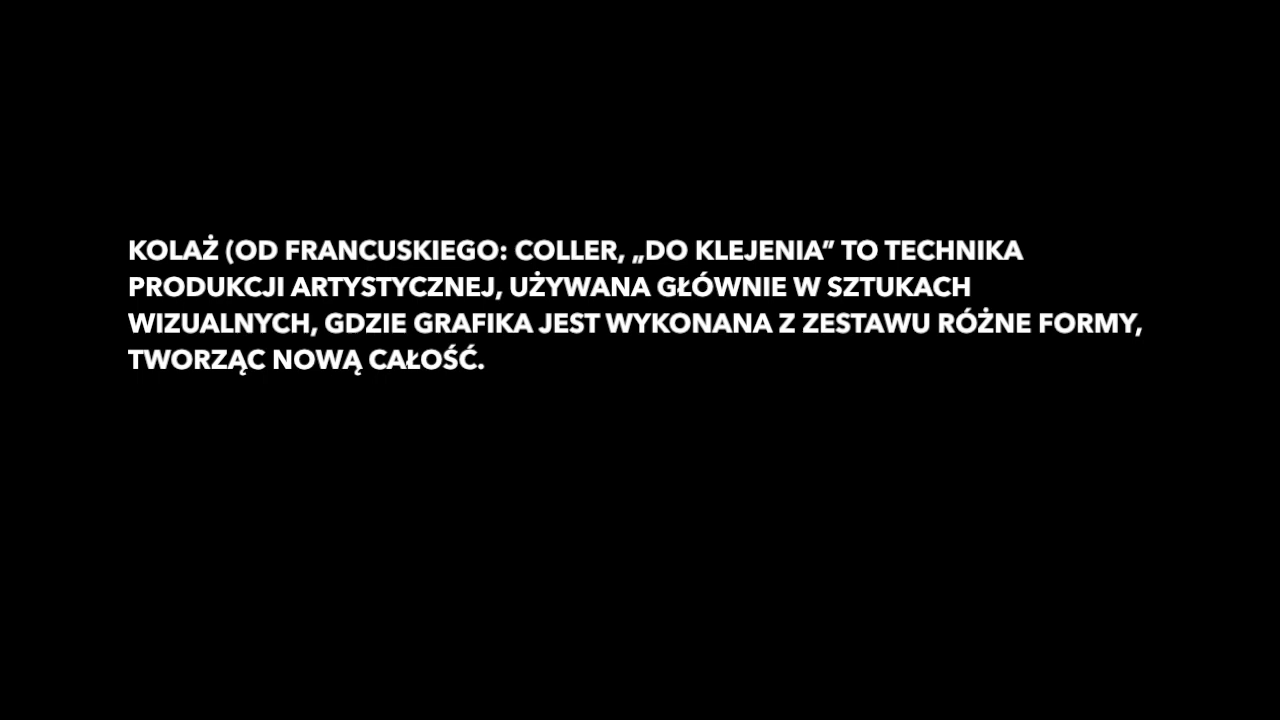 KOLAŻ (OD FRANCUSKIEGO: COLLER, „DO KLEJENIA” TO TECHNIKA
PRODUKCJI ARTYSTYCZNEJ, UŻYWANA GŁÓWNIE W SZTUKACH
WIZUALNYCH, GDZIE GRAFIKA JEST WYKONANA Z ZESTAWU RÓŻNE FORMY,
TWORZĄC NOWĄ CAŁOŚĆ.